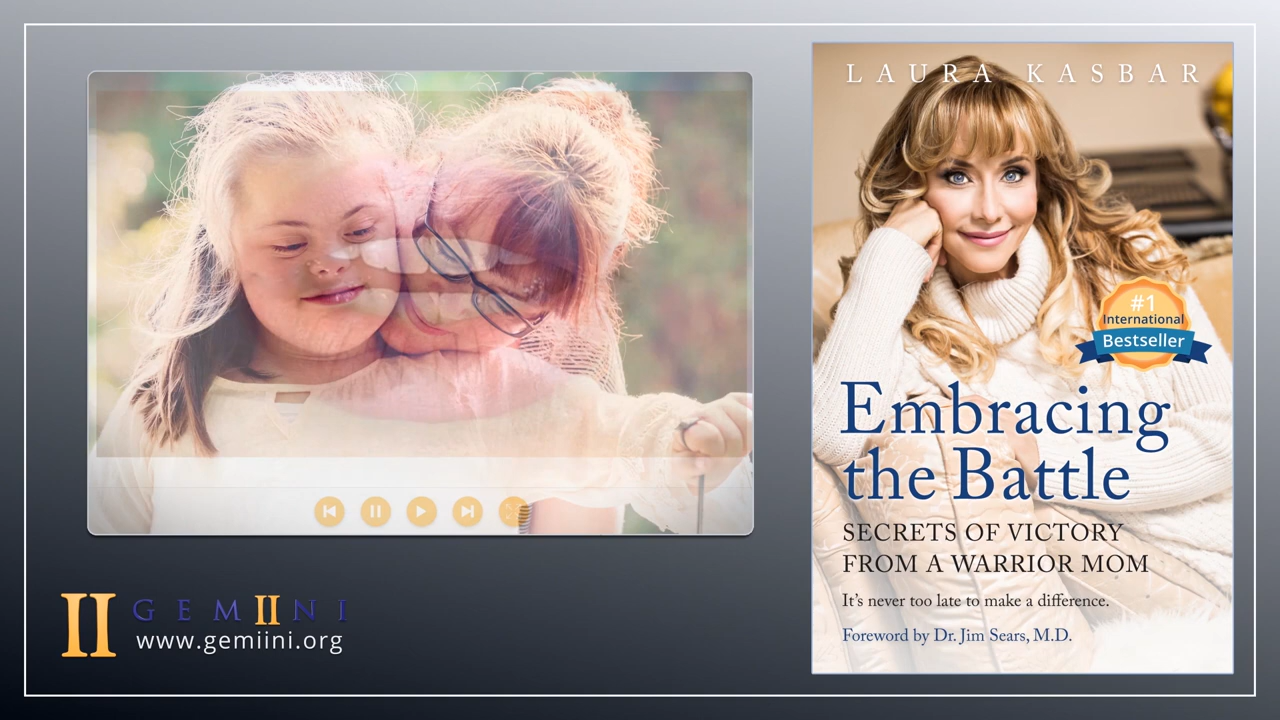 LAURA KASBAR
#1
International
Bestseller
Embracing
the Battle
SECRETS OF VICTORY
FROM A WARRIOR MOM
It's never too late to make a difference.
Foreword by Dr. Jim Sears, M.D.
II GEMIINI
www.gemiini.org